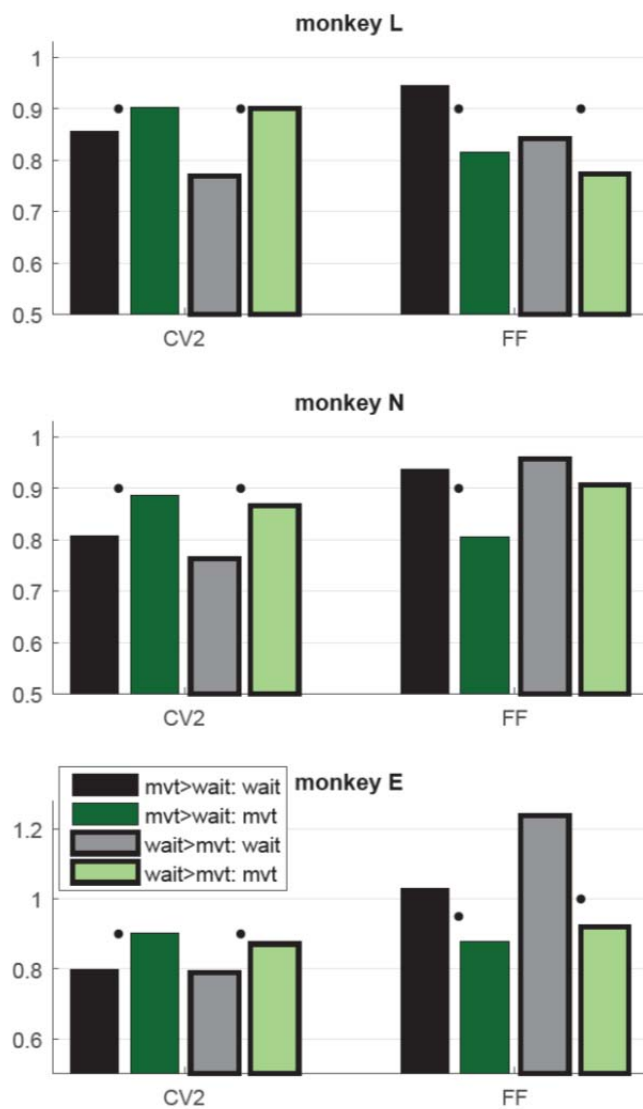 monkey L
1
0.9
0.8
0.7
0.6
0.5
CV2 FF
monkey N
1
0.9
0.8
0.7
0.6
0.5
CV2 FF
monkey E
mvt>wait: wait
mvt>wait: mvt
wait>mvt: wait
wait>mvt: mvt
1.2
1
0.8
0.6
CV2 FF